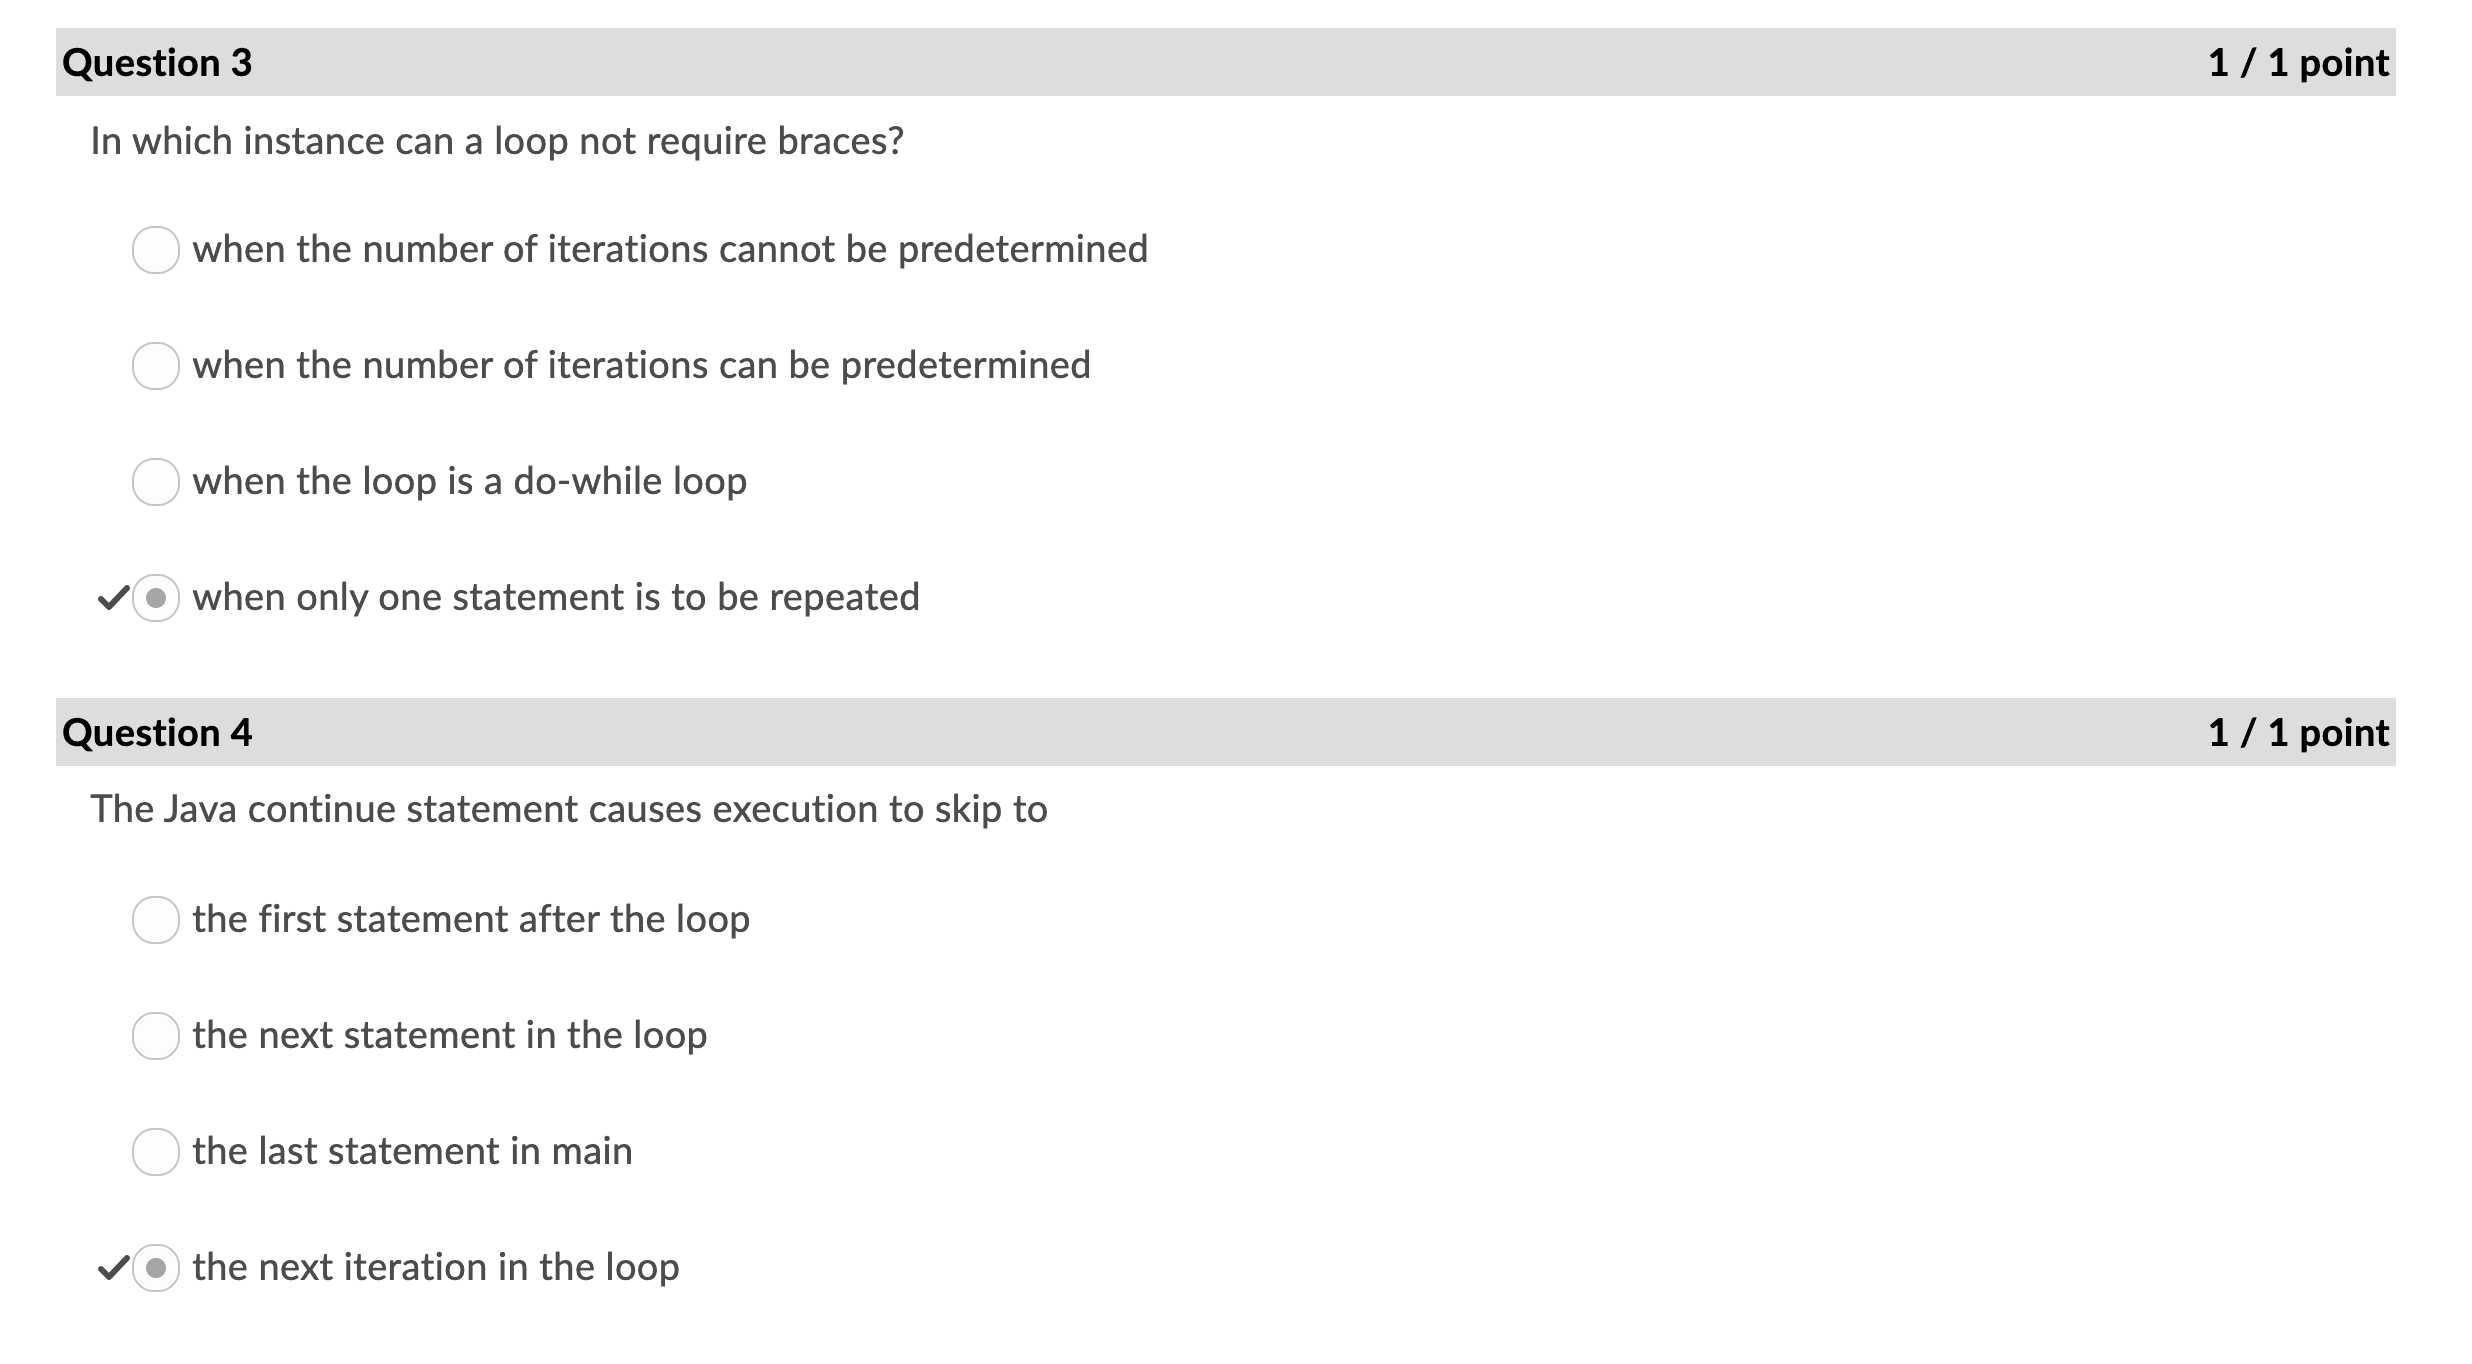 Question 3 1 / 1 point
In which instance can a loop not require braces?
when the number of iterations cannot be predetermined
when the number of iterations can be predetermined
when the loop is a do-while loop
when only one statement is to be repeated
Question 4 1 / 1 point
The Java continue statement causes execution to skip to
the first statement after the loop
the next statement in the loop
the last statement in main
the next iteration in the loop